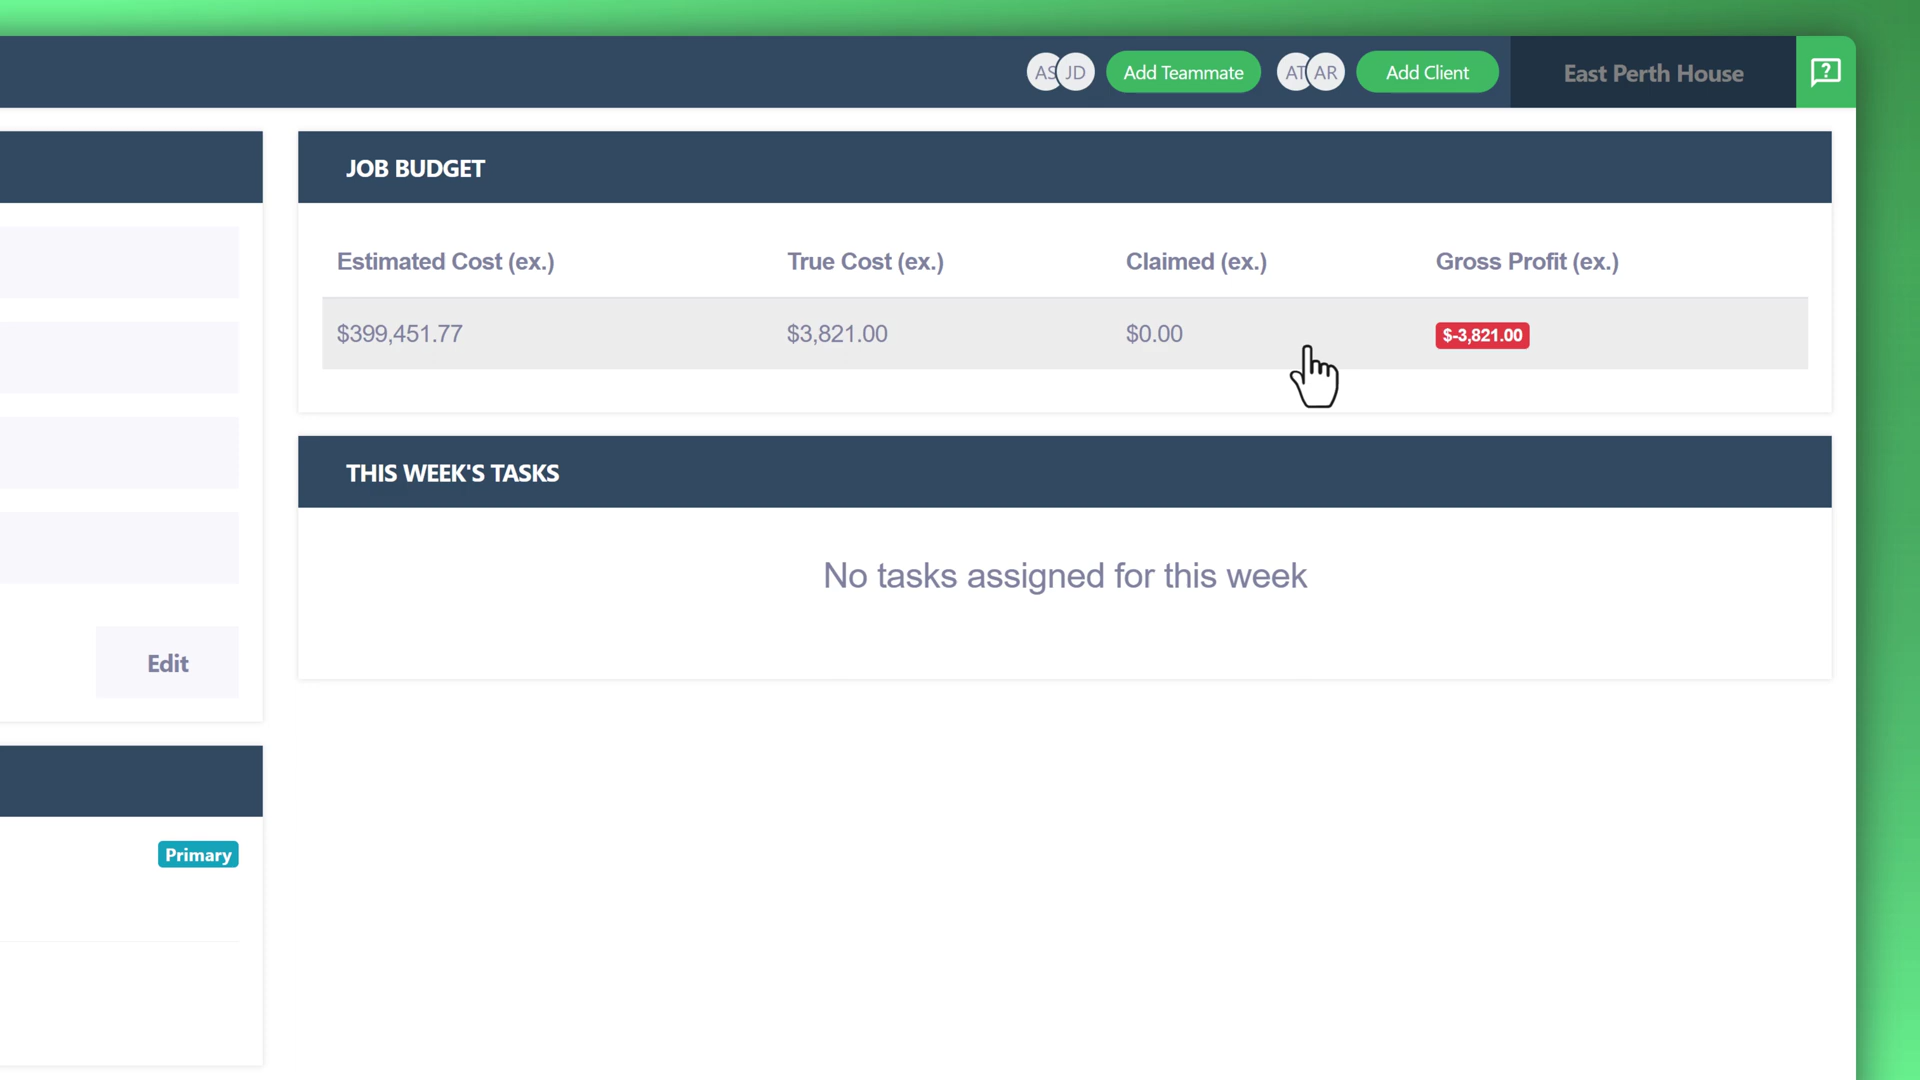 AS JD Add Teammate AT AR Add Client East Perth House ?
JOB BUDGET
Estimated Cost (ex.) True Cost (ex.) Claimed (ex.) Gross Profit (ex.)
$399,451.77 $3,821.00 $0.00 $-3,821.00
THIS WEEK'S TASKS
No tasks assigned for this week
Edit
Primary